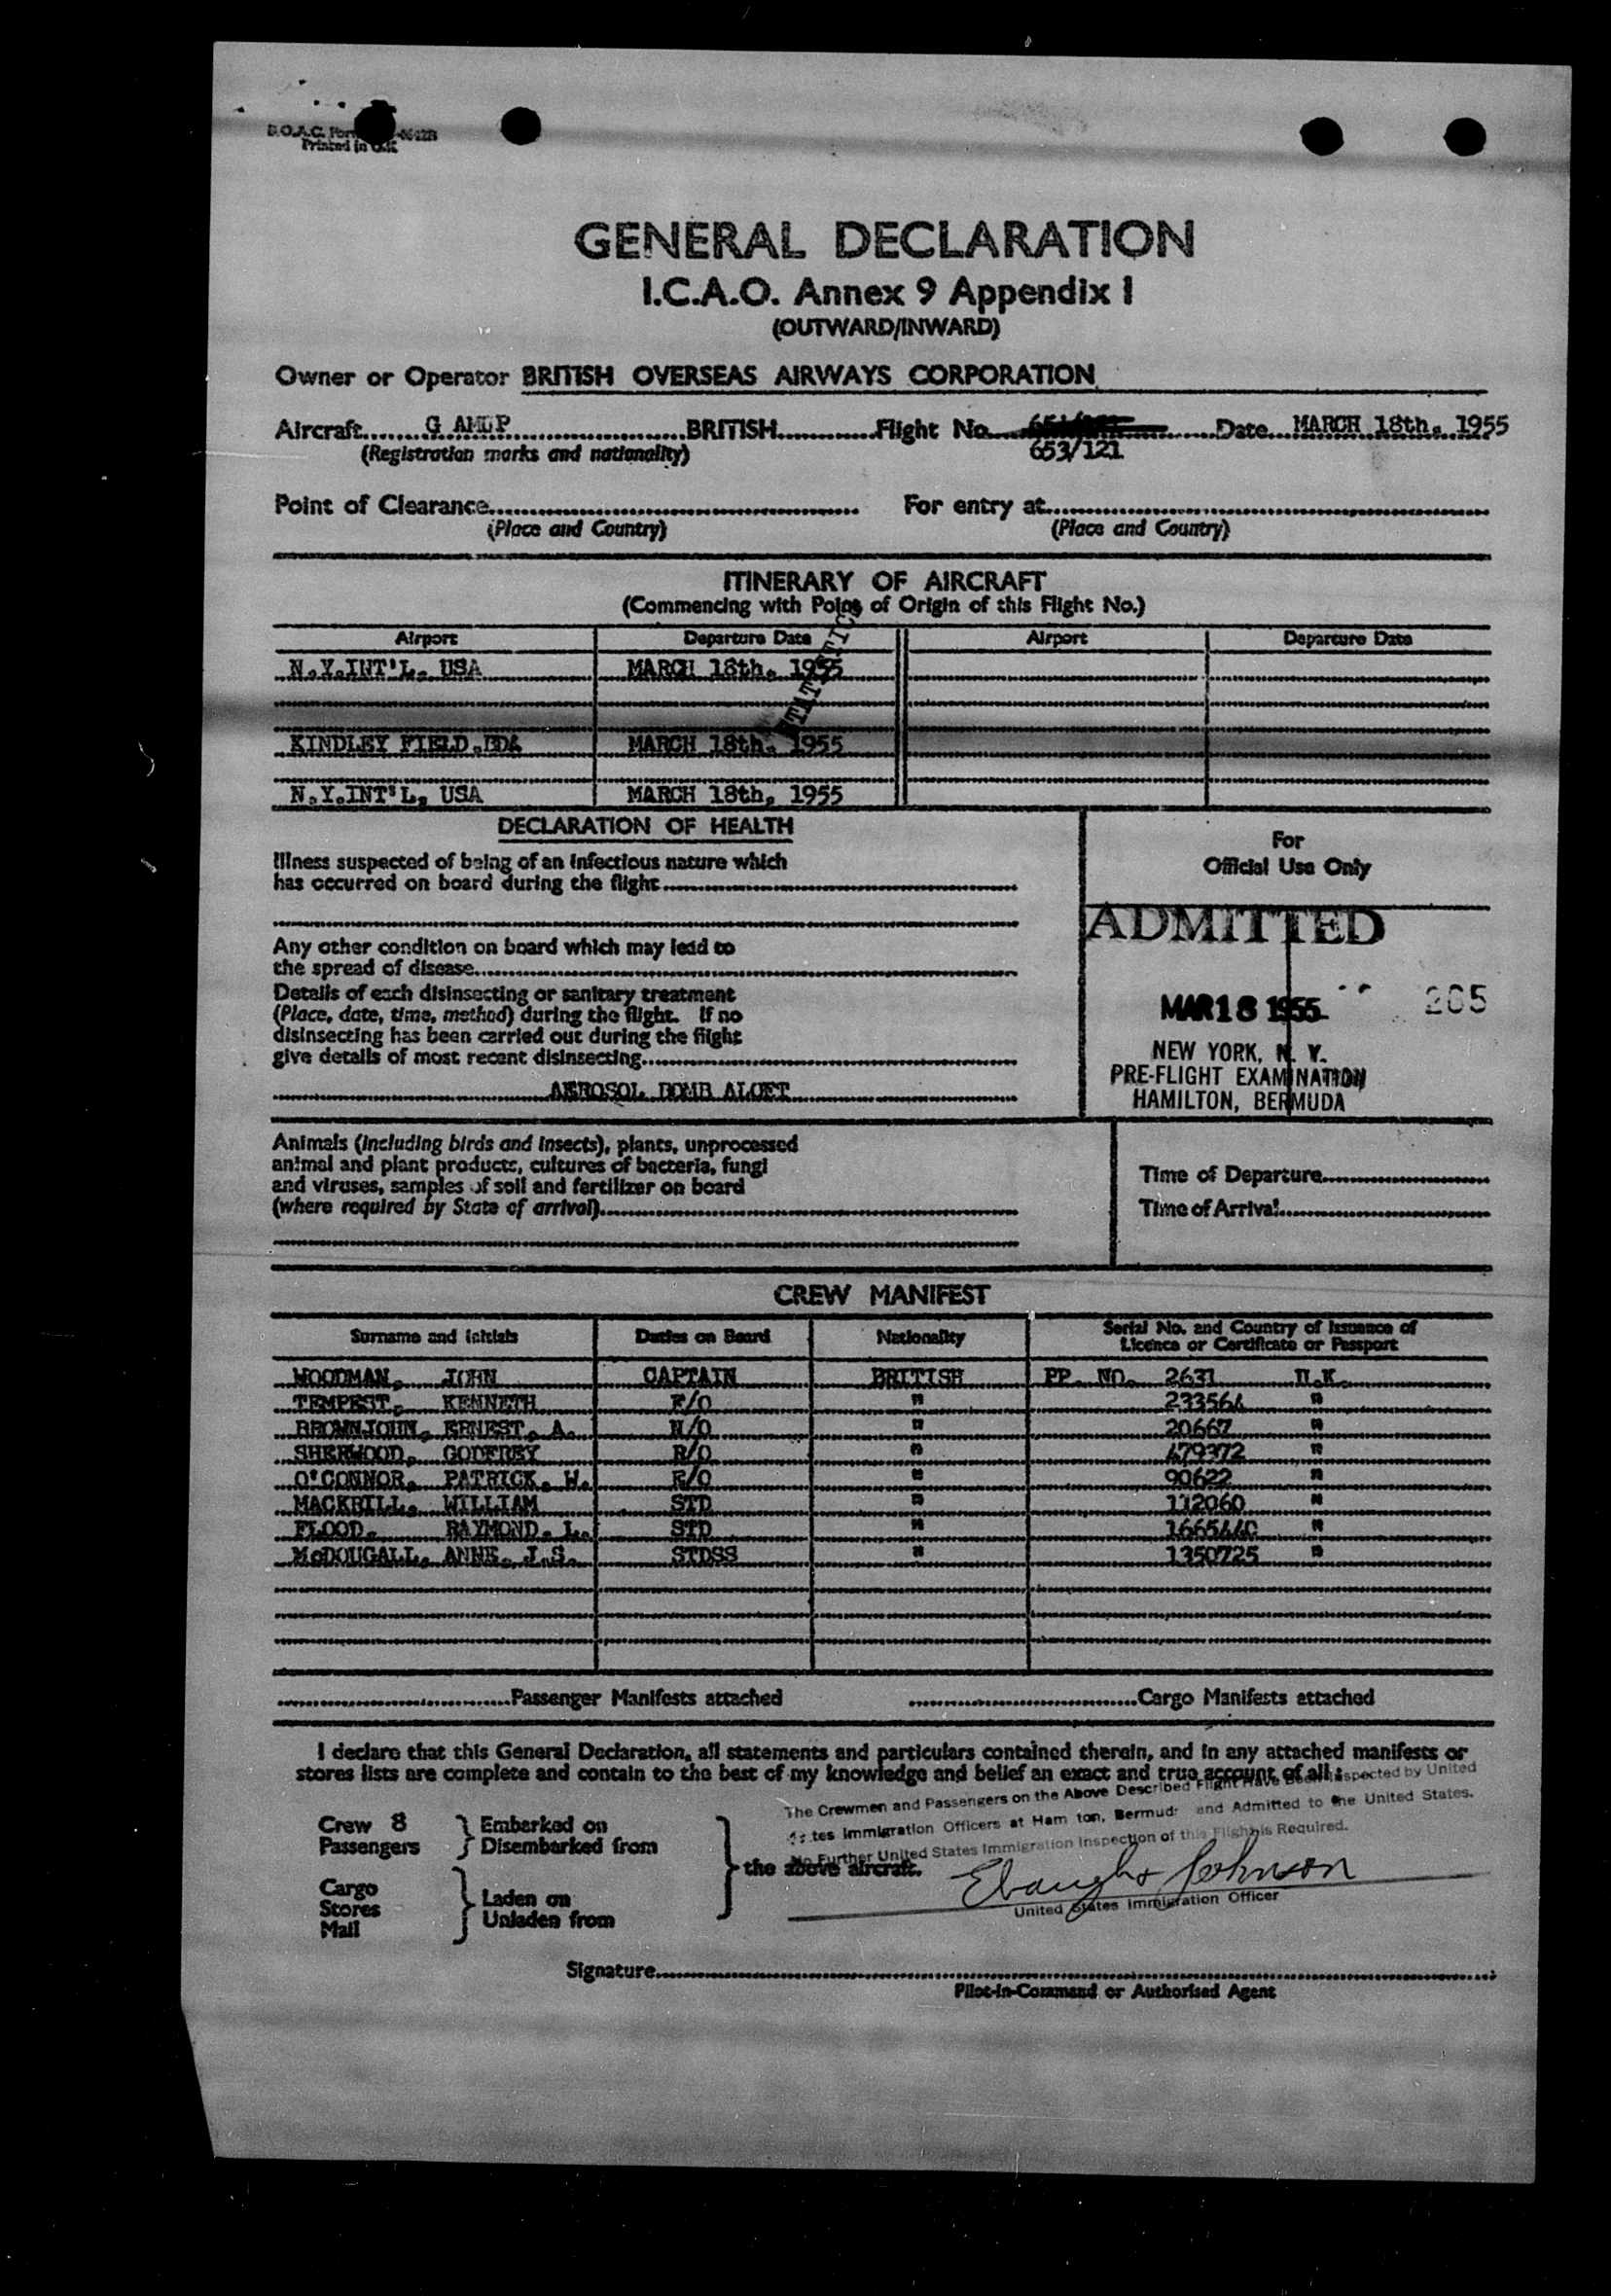 B.O.A.C. Form
Printed in U.K.
GENERAL DECLARATION
I.C.A.O. Annex 9 Appendix I
(OUTWARD/INWARD)
Owner or Operator BRITISH OVERSEAS AIRWAYS CORPORATION
Aircraft BRITISH Flight No. Date MARCH 18th. 1955
(Registration marks and nationality) 653/121
Point of Clearance For entry at
(Place and Country) (Place and Country)
ITINERARY OF AIRCRAFT
(Commencing with Point of Origin of this Flight No.)
Airport Departure Date Airport Departure Date
N.Y.INT'L. USA MARCH 18th. 1955
KINDLEY FIELD.BDA MARCH 18th. 1955
N.Y.INT'L, USA MARCH 18th, 1955
DECLARATION OF HEALTH
For
Official Use Only
Illness suspected of being of an infectious nature which
has occurred on board during the flight
Any other condition on board which may lead to
the spread of disease
Details of each disinsecting or sanitary treatment
(Place, date, time, method) during the flight. If no
disinsecting has been carried out during the flight
give details of most recent disinsecting
AEROSOL BOMB ALOFT
ADMITTED
MAR 18 1955 205
NEW YORK, N. Y.
PRE-FLIGHT EXAMINATION
HAMILTON, BERMUDA
Animals (including birds and insects), plants, unprocessed
animal and plant products, cultures of bacteria, fungi
and viruses, samples of soil and fertilizer on board
(where required by State of arrival)
Time of Departure
Time of Arrival
CREW MANIFEST
Surname and Initials Duties on Board Nationality Serial No. and Country of Issuance of
Licence or Certificate or Passport
WOODMAN, JOHN CAPTAIN BRITISH PP. NO. 2631 U.K.
TEMPEST, KENNETH F/O " 233564 "
BROWNJOHN, ERNEST. A. N/O " 20667 "
SHERWOOD, GODFREY R/O " 479372 "
O'CONNOR, PATRICK. W. E/O " 90622 "
MACKRILL, WILLIAM STD " 112060 "
FLOOD, RAYMOND. L. STD " 1665440 "
McDOUGALL, ANNE. J.S. STDSS " 1350725 "
Passenger Manifests attached Cargo Manifests attached
I declare that this General Declaration, all statements and particulars contained therein, and in any attached manifests or
stores lists are complete and contain to the best of my knowledge and belief an exact and true account of all:
The Crewmen and Passengers on the Above Described Flight Have Been Inspected by United
States Immigration Officers at Hamilton, Bermuda and Admitted to the United States.
No Further United States Immigration Inspection of this Flight is Required.
Crew 8 Embarked on
Passengers Disembarked from
the above aircraft.
Cargo
Stores Laden on
Mail Unladen from
Johnson
United States Immigration Officer
Signature
Pilot-in-Command or Authorised Agent